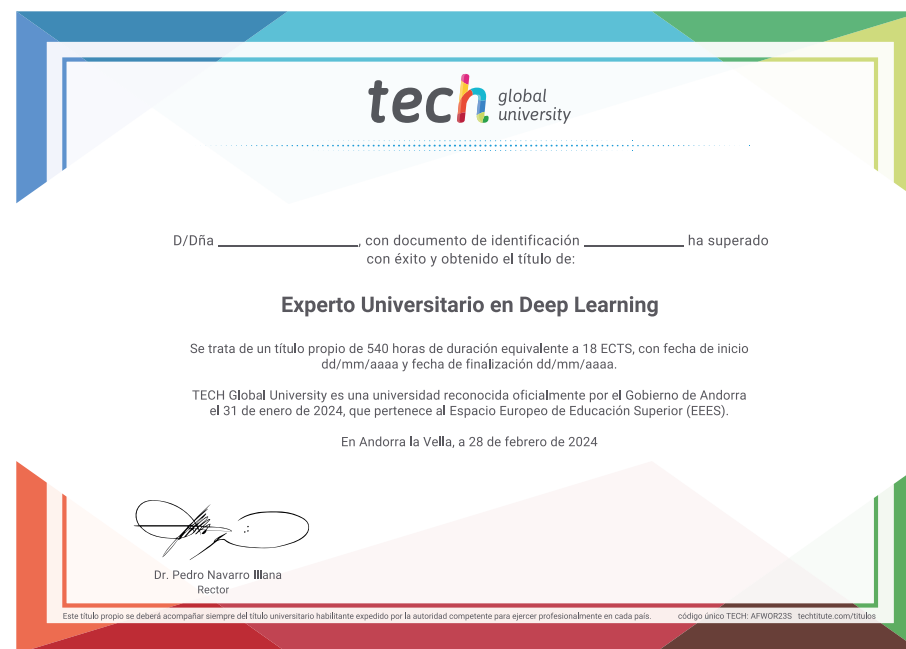 tech global university
D/Dña ____________________, con documento de identificación ______________ ha superado
con éxito y obtenido el título de:
Experto Universitario en Deep Learning
Se trata de un título propio de 540 horas de duración equivalente a 18 ECTS, con fecha de inicio
dd/mm/aaaa y fecha de finalización dd/mm/aaaa.
TECH Global University es una universidad reconocida oficialmente por el Gobierno de Andorra
el 31 de enero de 2024, que pertenece al Espacio Europeo de Educación Superior (EEES).
En Andorra la Vella, a 28 de febrero de 2024
Dr. Pedro Navarro Illana
Rector
Este título propio se deberá acompañar siempre del título universitario habilitante expedido por la autoridad competente para ejercer profesionalmente en cada país. código único TECH: AFWOR23S techtitute.com/titulos